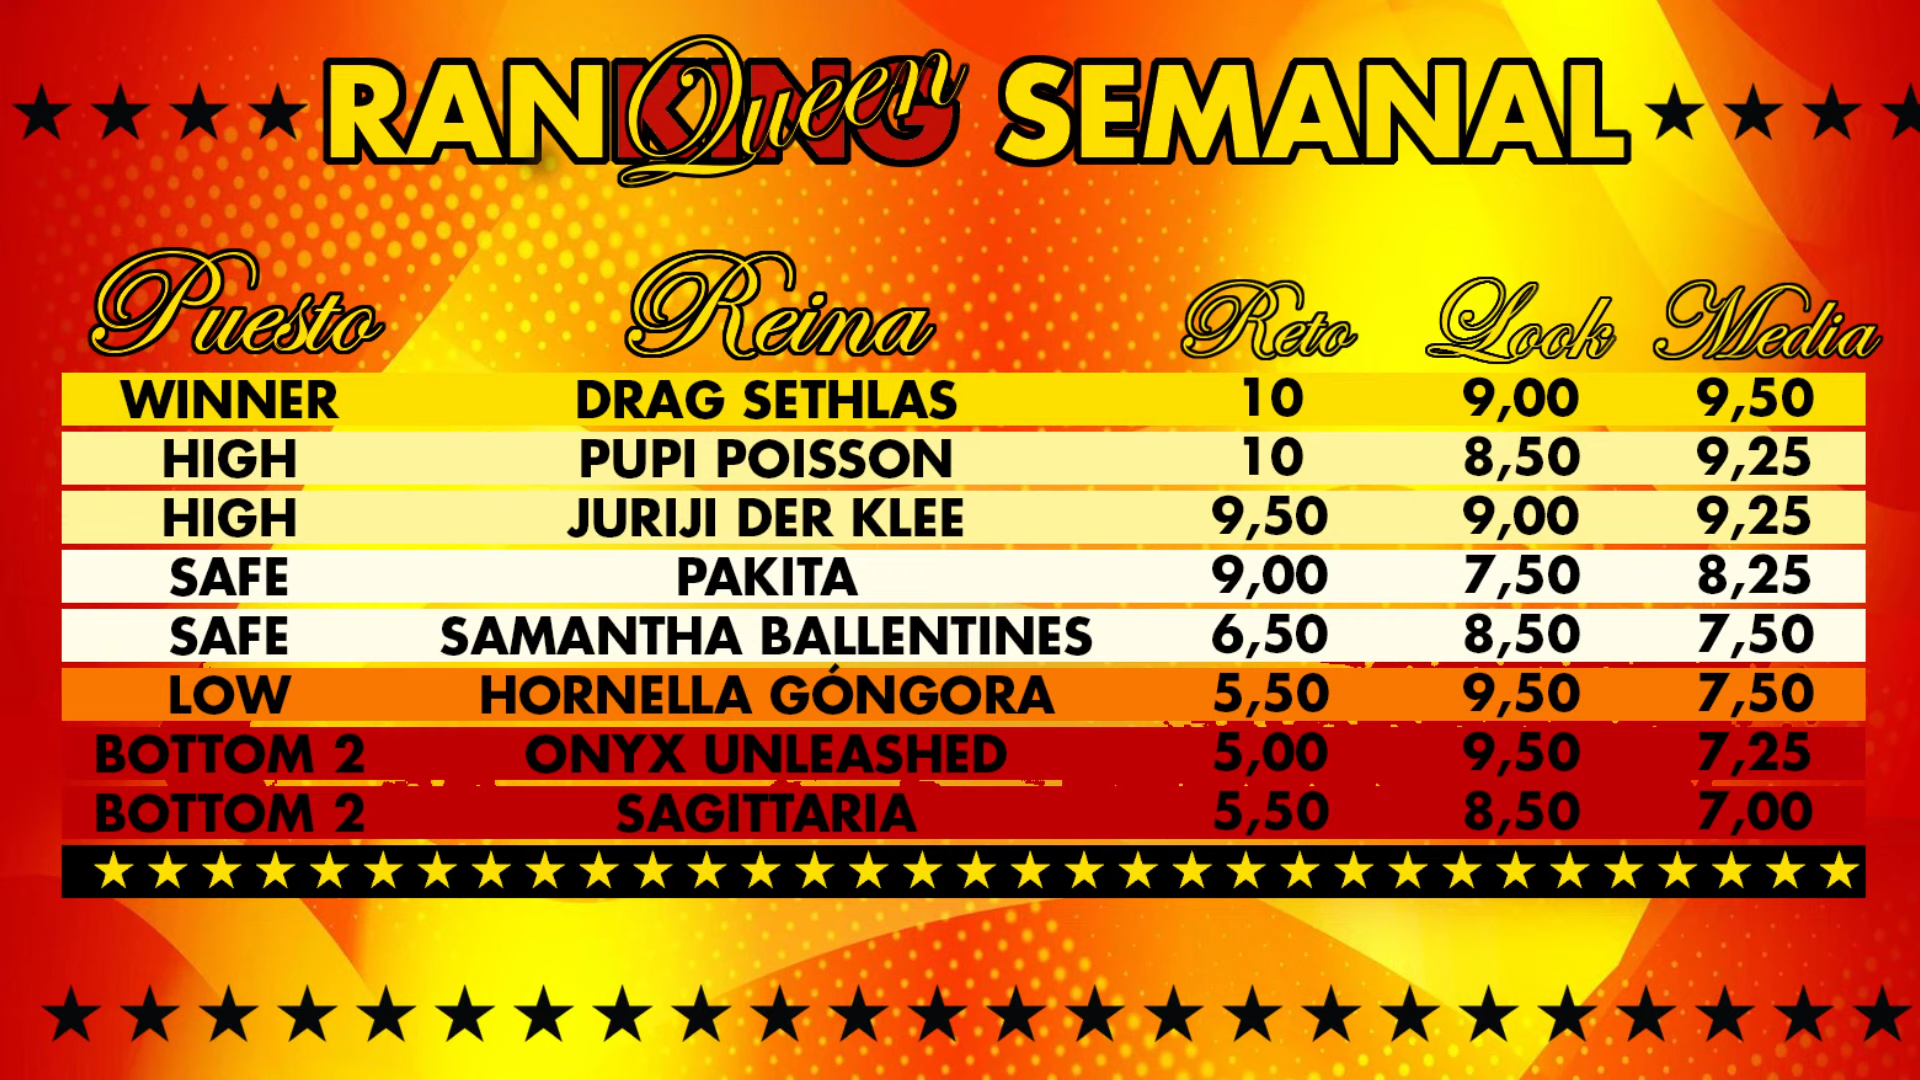 RANKING Queen SEMANAL
Puesto Reina Reto Look Media
WINNER DRAG SETHLAS 10 9,00 9,50
HIGH PUPI POISSON 10 8,50 9,25
HIGH JURIJI DER KLEE 9,50 9,00 9,25
SAFE PAKITA 9,00 7,50 8,25
SAFE SAMANTHA BALLENTINES 6,50 8,50 7,50
LOW HORNELLA GÓNGORA 5,50 9,50 7,50
BOTTOM 2 ONYX UNLEASHED 5,00 9,50 7,25
BOTTOM 2 SAGITTARIA 5,50 8,50 7,00